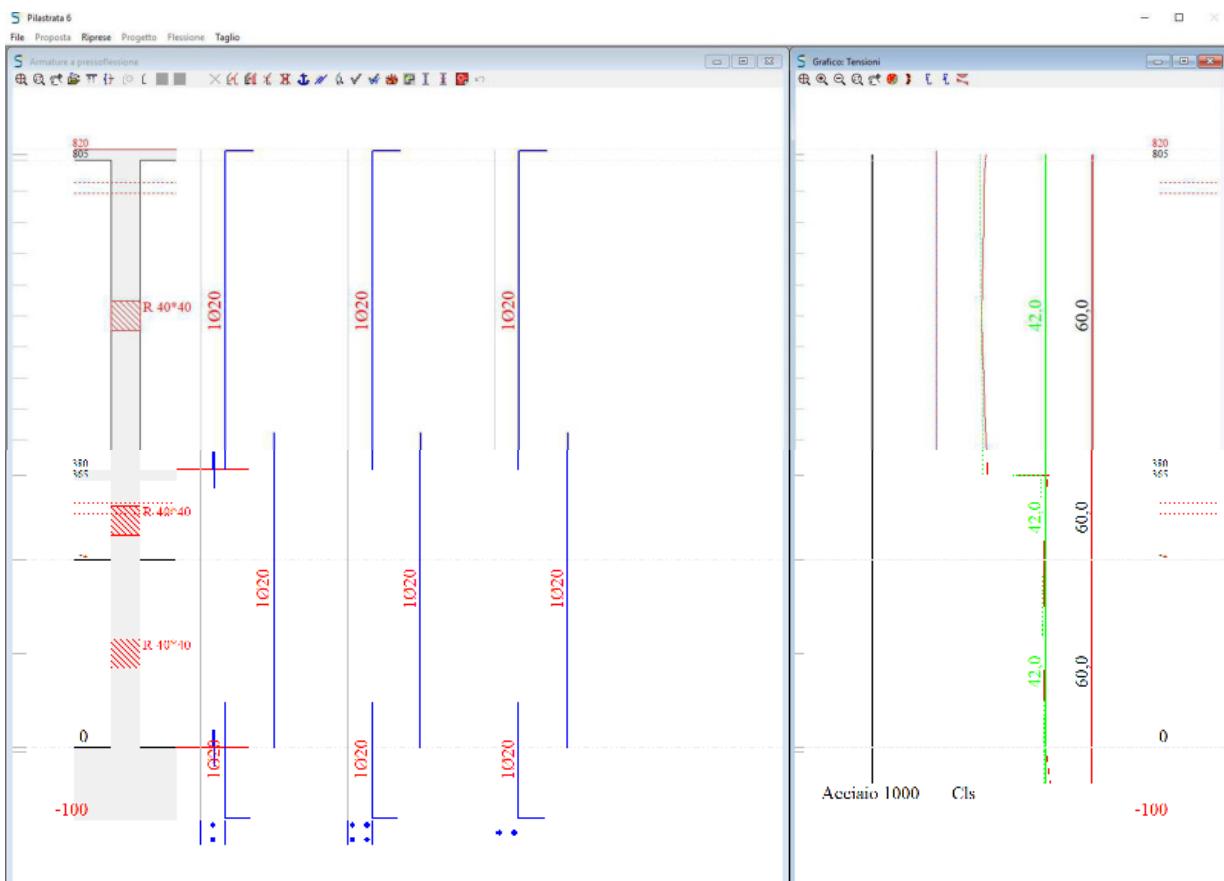 Pilastrata 6
File Proposta Riprese Progetto Flessione Taglio
Armature a pressoflessione
Grafico: Tensioni
820
805
R 40*40
1Ø20 1Ø20 1Ø20
380
365
R 40*40
1Ø20 1Ø20 1Ø20
R 40*40
0
1Ø20 1Ø20 1Ø20
-100
820
805
42,0 60,0
380
365
42,0 60,0
42,0 60,0
0
Acciaio 1000 Cls
-100